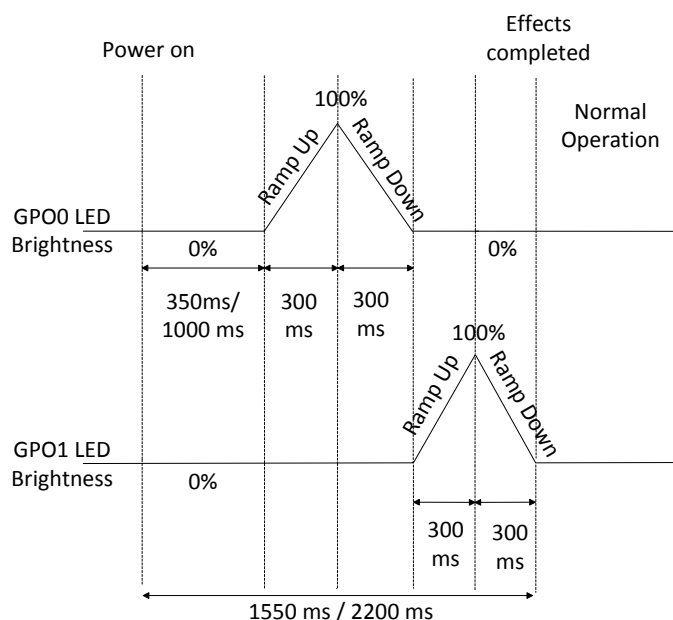 Power on
Effects
completed
Normal
Operation
100%
Ramp Up
Ramp Down
GPO0 LED
Brightness
0%
0%
350ms/
1000 ms
300
ms
300
ms
100%
Ramp Up
Ramp Down
GPO1 LED
Brightness
0%
300
ms
300
ms
1550 ms / 2200 ms